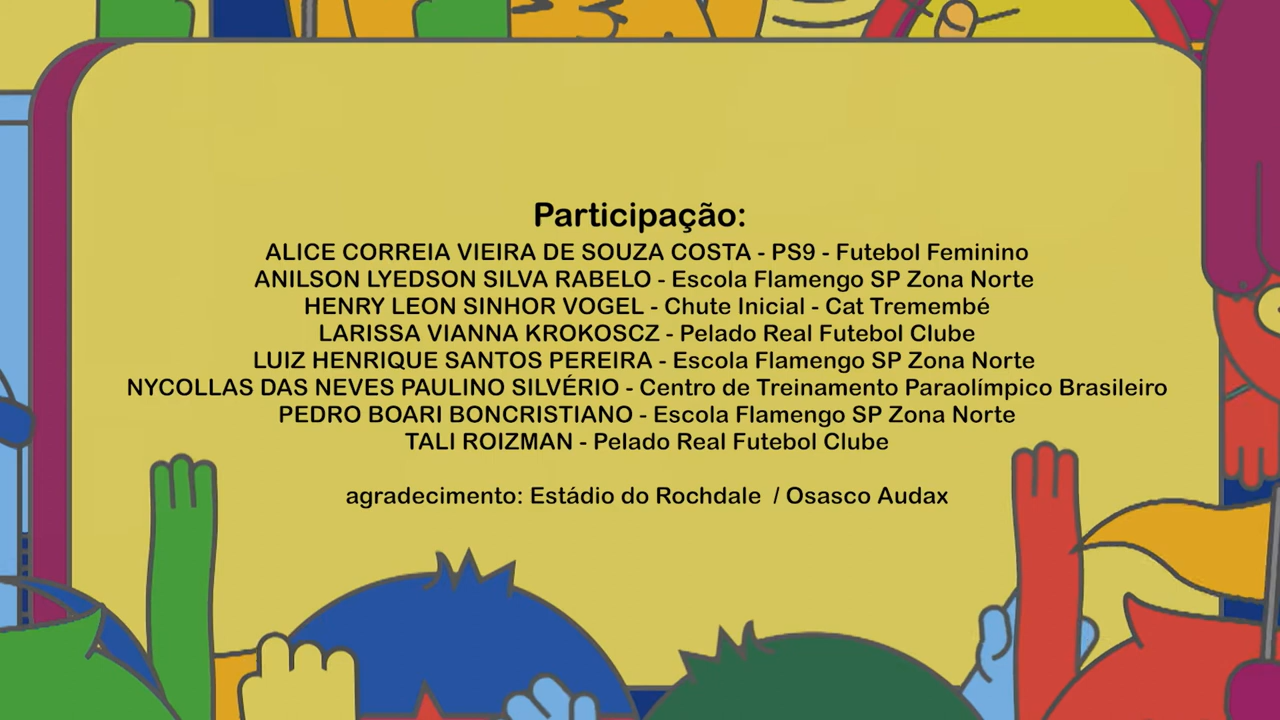 Participação:
ALICE CORREIA VIEIRA DE SOUZA COSTA - PS9 - Futebol Feminino
ANILSON LYEDSON SILVA RABELO - Escola Flamengo SP Zona Norte
HENRY LEON SINHOR VOGEL - Chute Inicial - Cat Tremembé
LARISSA VIANNA KROKOSCZ - Pelado Real Futebol Clube
LUIZ HENRIQUE SANTOS PEREIRA - Escola Flamengo SP Zona Norte
NYCOLLAS DAS NEVES PAULINO SILVÉRIO - Centro de Treinamento Paraolímpico Brasileiro
PEDRO BOARI BONCRISTIANO - Escola Flamengo SP Zona Norte
TALI ROIZMAN - Pelado Real Futebol Clube
agradecimento: Estádio do Rochdale / Osasco Audax